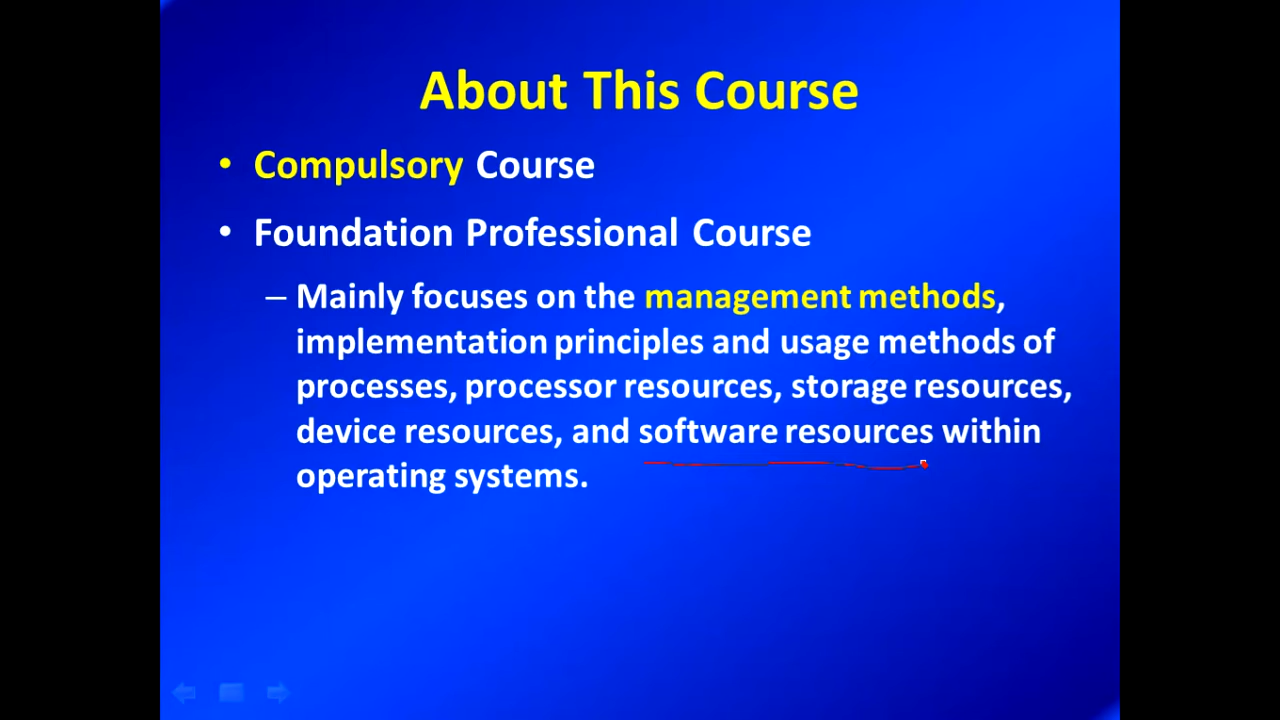 About This Course
• Compulsory Course
• Foundation Professional Course
– Mainly focuses on the management methods,
implementation principles and usage methods of
processes, processor resources, storage resources,
device resources, and software resources within
operating systems.